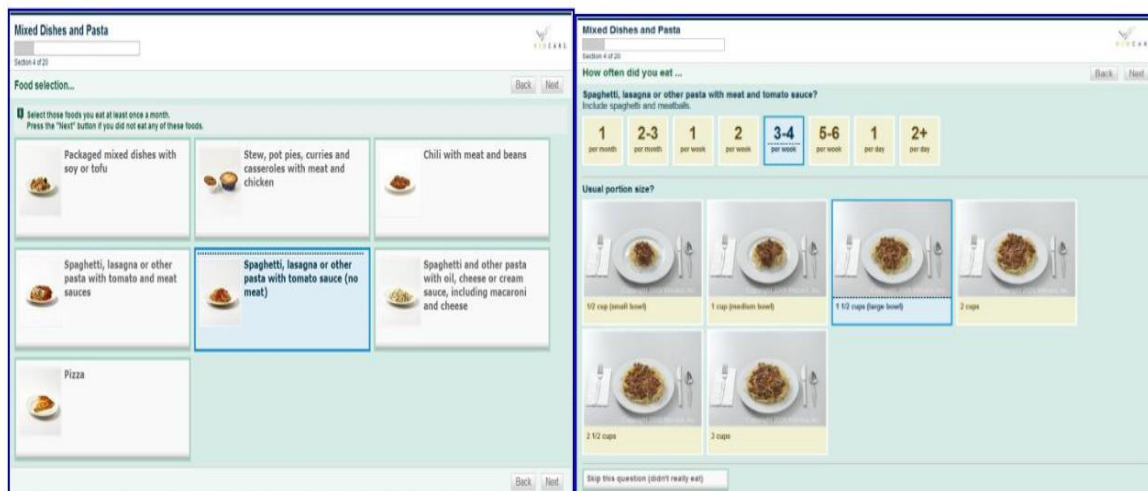 Mixed Dishes and Pasta
Section 4 of 20
Food selection...
Back
Next
Select those foods you eat at least once a month.
Press the "Next" button if you did not eat any of these foods.
Packaged mixed dishes with
soy or tofu
Stew, pot pies, curries and
casseroles with meat and
chicken
Chili with meat and beans
Spaghetti, lasagna or other
pasta with tomato and meat
sauces
Spaghetti, lasagna or other
pasta with tomato sauce (no
meat)
Spaghetti and other pasta
with oil, cheese or cream
sauce, including macaroni
and cheese
Pizza
Back
Next
Mixed Dishes and Pasta
Section 4 of 20
How often did you eat ...
Back
Next
Spaghetti, lasagna or other pasta with meat and tomato sauce?
Include spaghetti and meatballs.
1
per month
2-3
per month
1
per week
2
per week
3-4
per week
5-6
per week
1
per day
2+
per day
Usual portion size?
1/2 cup (small bowl)
1 cup (medium bowl)
1 1/2 cups (large bowl)
2 cups
2 1/2 cups
3 cups
Skip this question (didn't really eat)